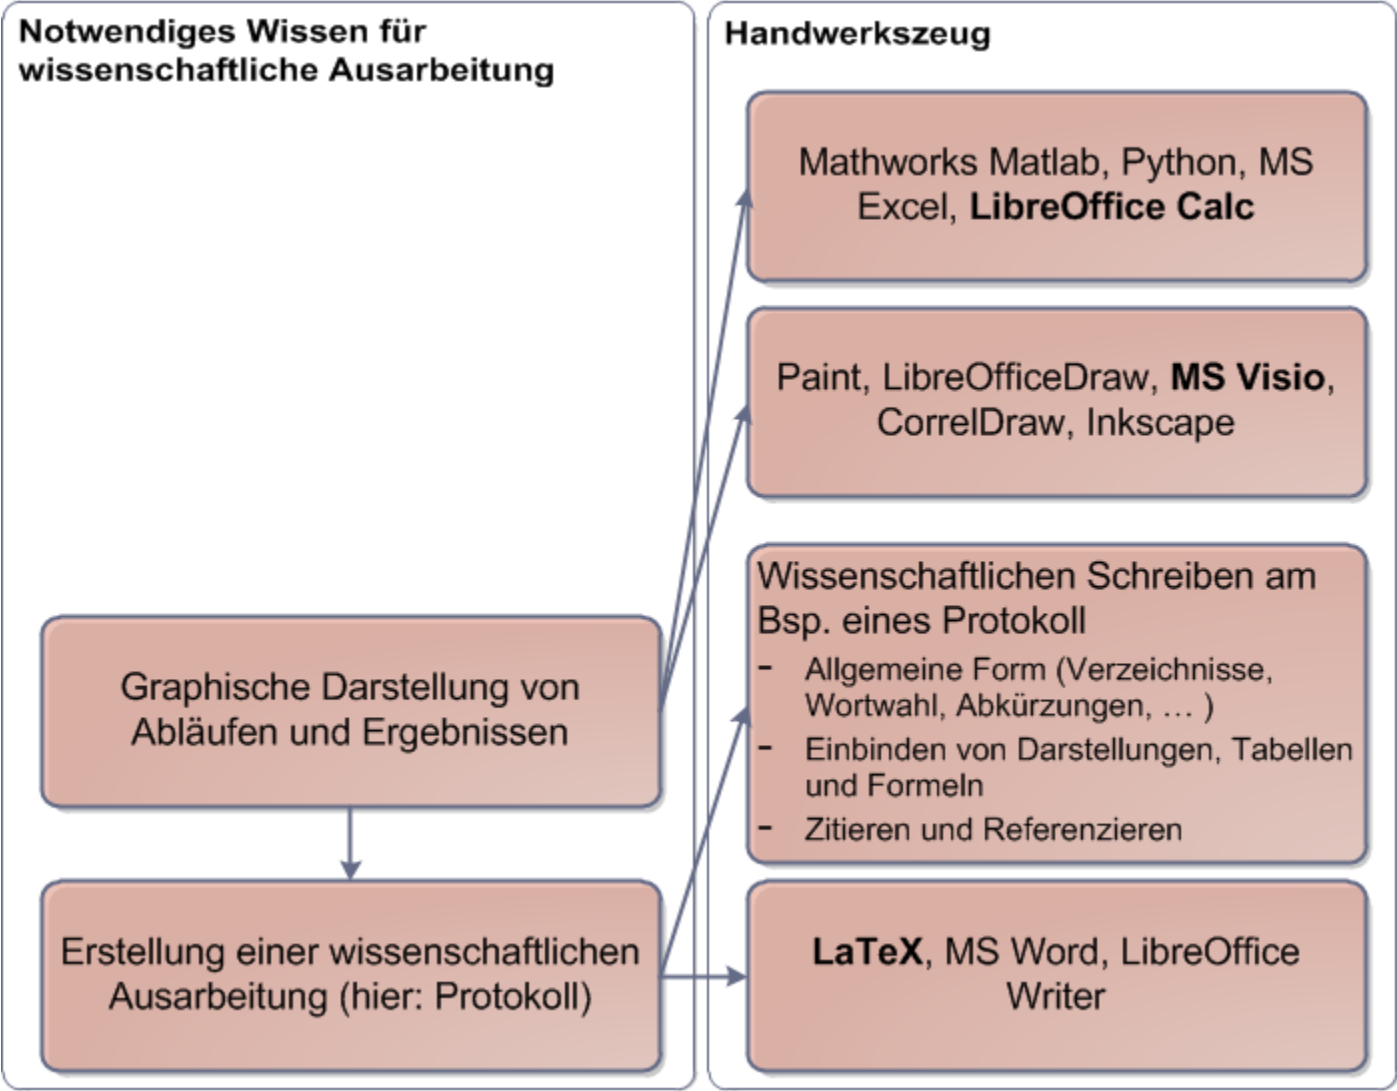 Notwendiges Wissen für
wissenschaftliche Ausarbeitung
Graphische Darstellung von
Abläufen und Ergebnissen
Erstellung einer wissenschaftlichen
Ausarbeitung (hier: Protokoll)
Handwerkszeug
Mathworks Matlab, Python, MS
Excel, LibreOffice Calc
Paint, LibreOfficeDraw, MS Visio,
CorrelDraw, Inkscape
Wissenschaftlichen Schreiben am
Bsp. eines Protokoll
- Allgemeine Form (Verzeichnisse,
Wortwahl, Abkürzungen, … )
- Einbinden von Darstellungen, Tabellen
und Formeln
- Zitieren und Referenzieren
LaTeX, MS Word, LibreOffice
Writer